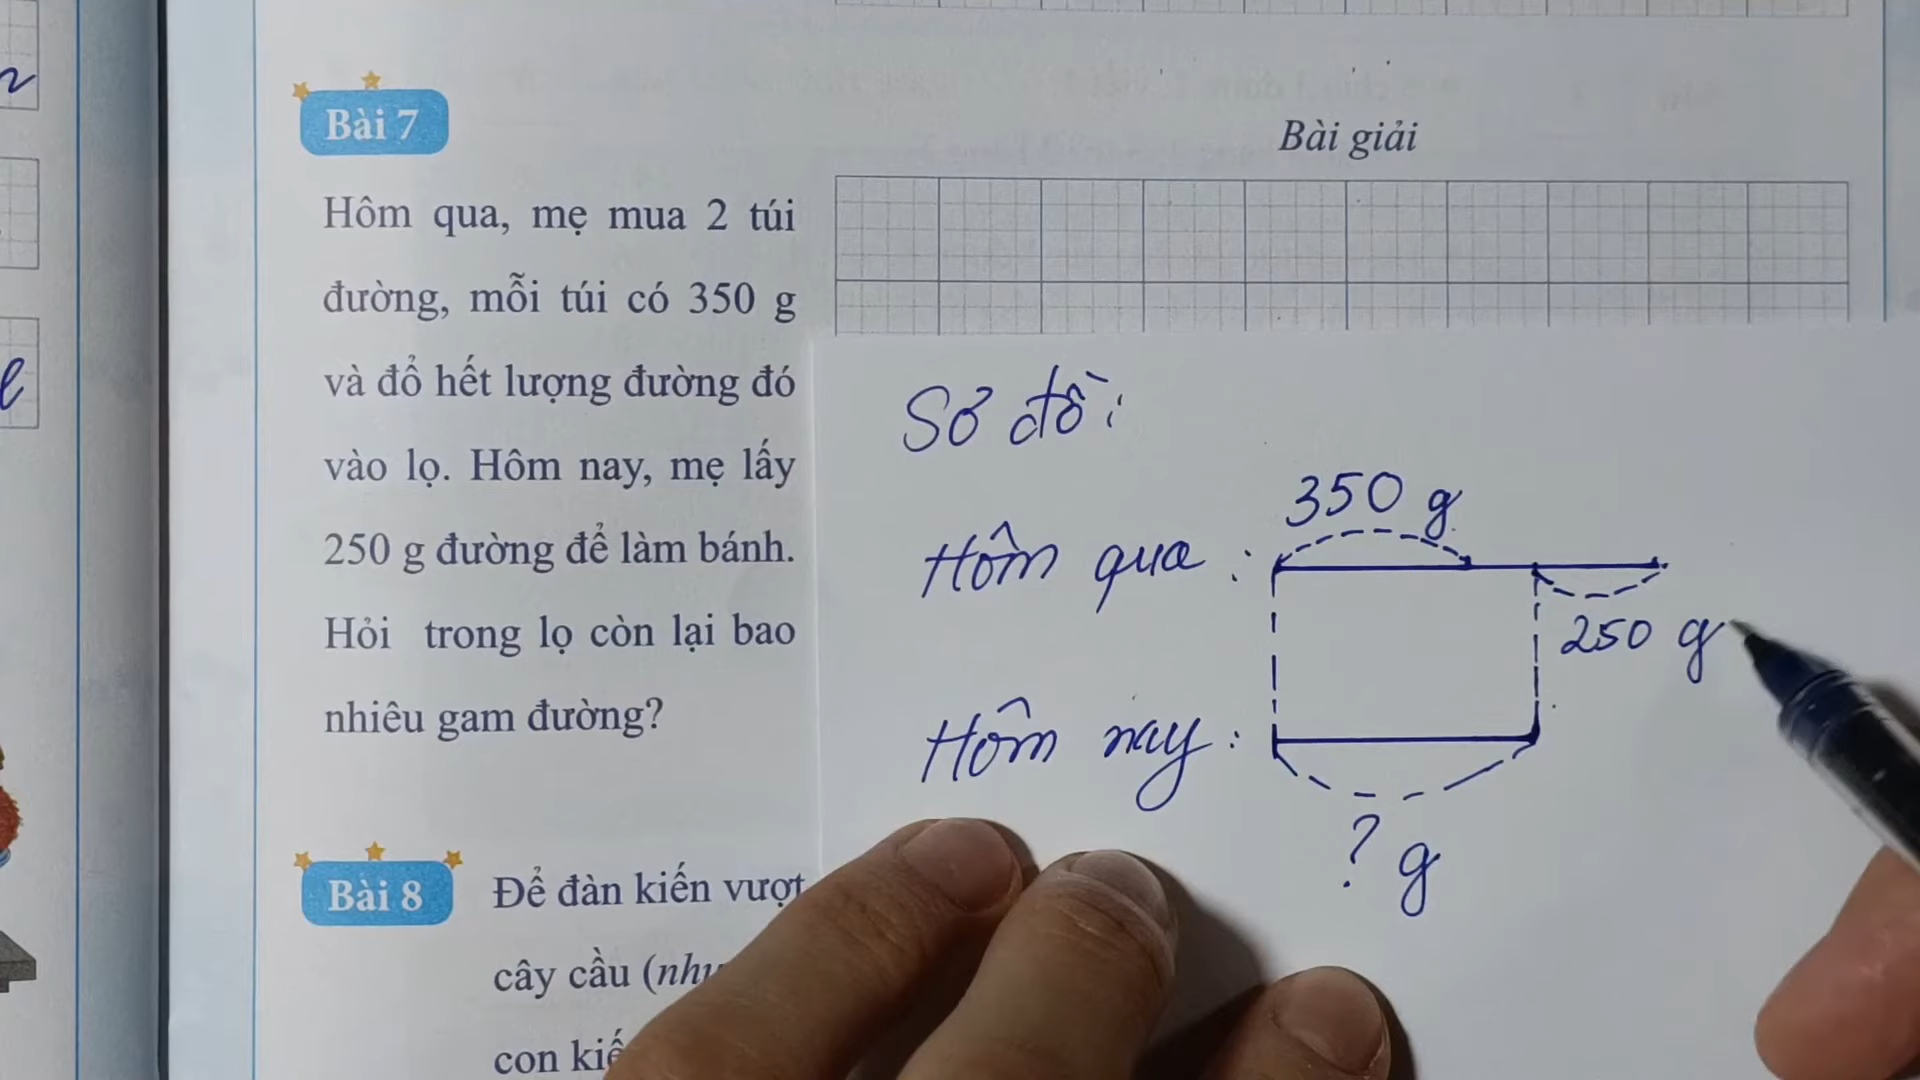 Bài 7
Hôm qua, mẹ mua 2 túi
đường, mỗi túi có 350 g
và đổ hết lượng đường đó
vào lọ. Hôm nay, mẹ lấy
250 g đường để làm bánh.
Hỏi trong lọ còn lại bao
nhiêu gam đường?
Bài giải
Sơ đồ:
350 g
Hôm qua :
250 g
Hôm nay :
? g
Bài 8
Để đàn kiến vượt
cây cầu (như
con kiế